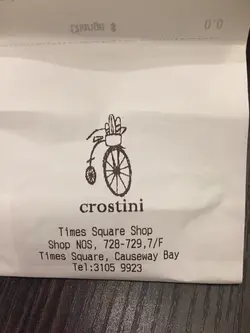 crostini
Times Square Shop
Shop NOS, 728-729,7/F
Times Square, Causeway Bay
Tel:3105 9923